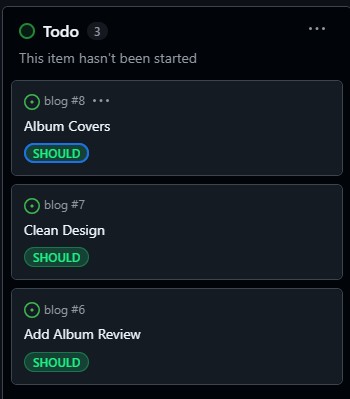 Todo 3
This item hasn't been started
blog #8
Album Covers
SHOULD
blog #7
Clean Design
SHOULD
blog #6
Add Album Review
SHOULD